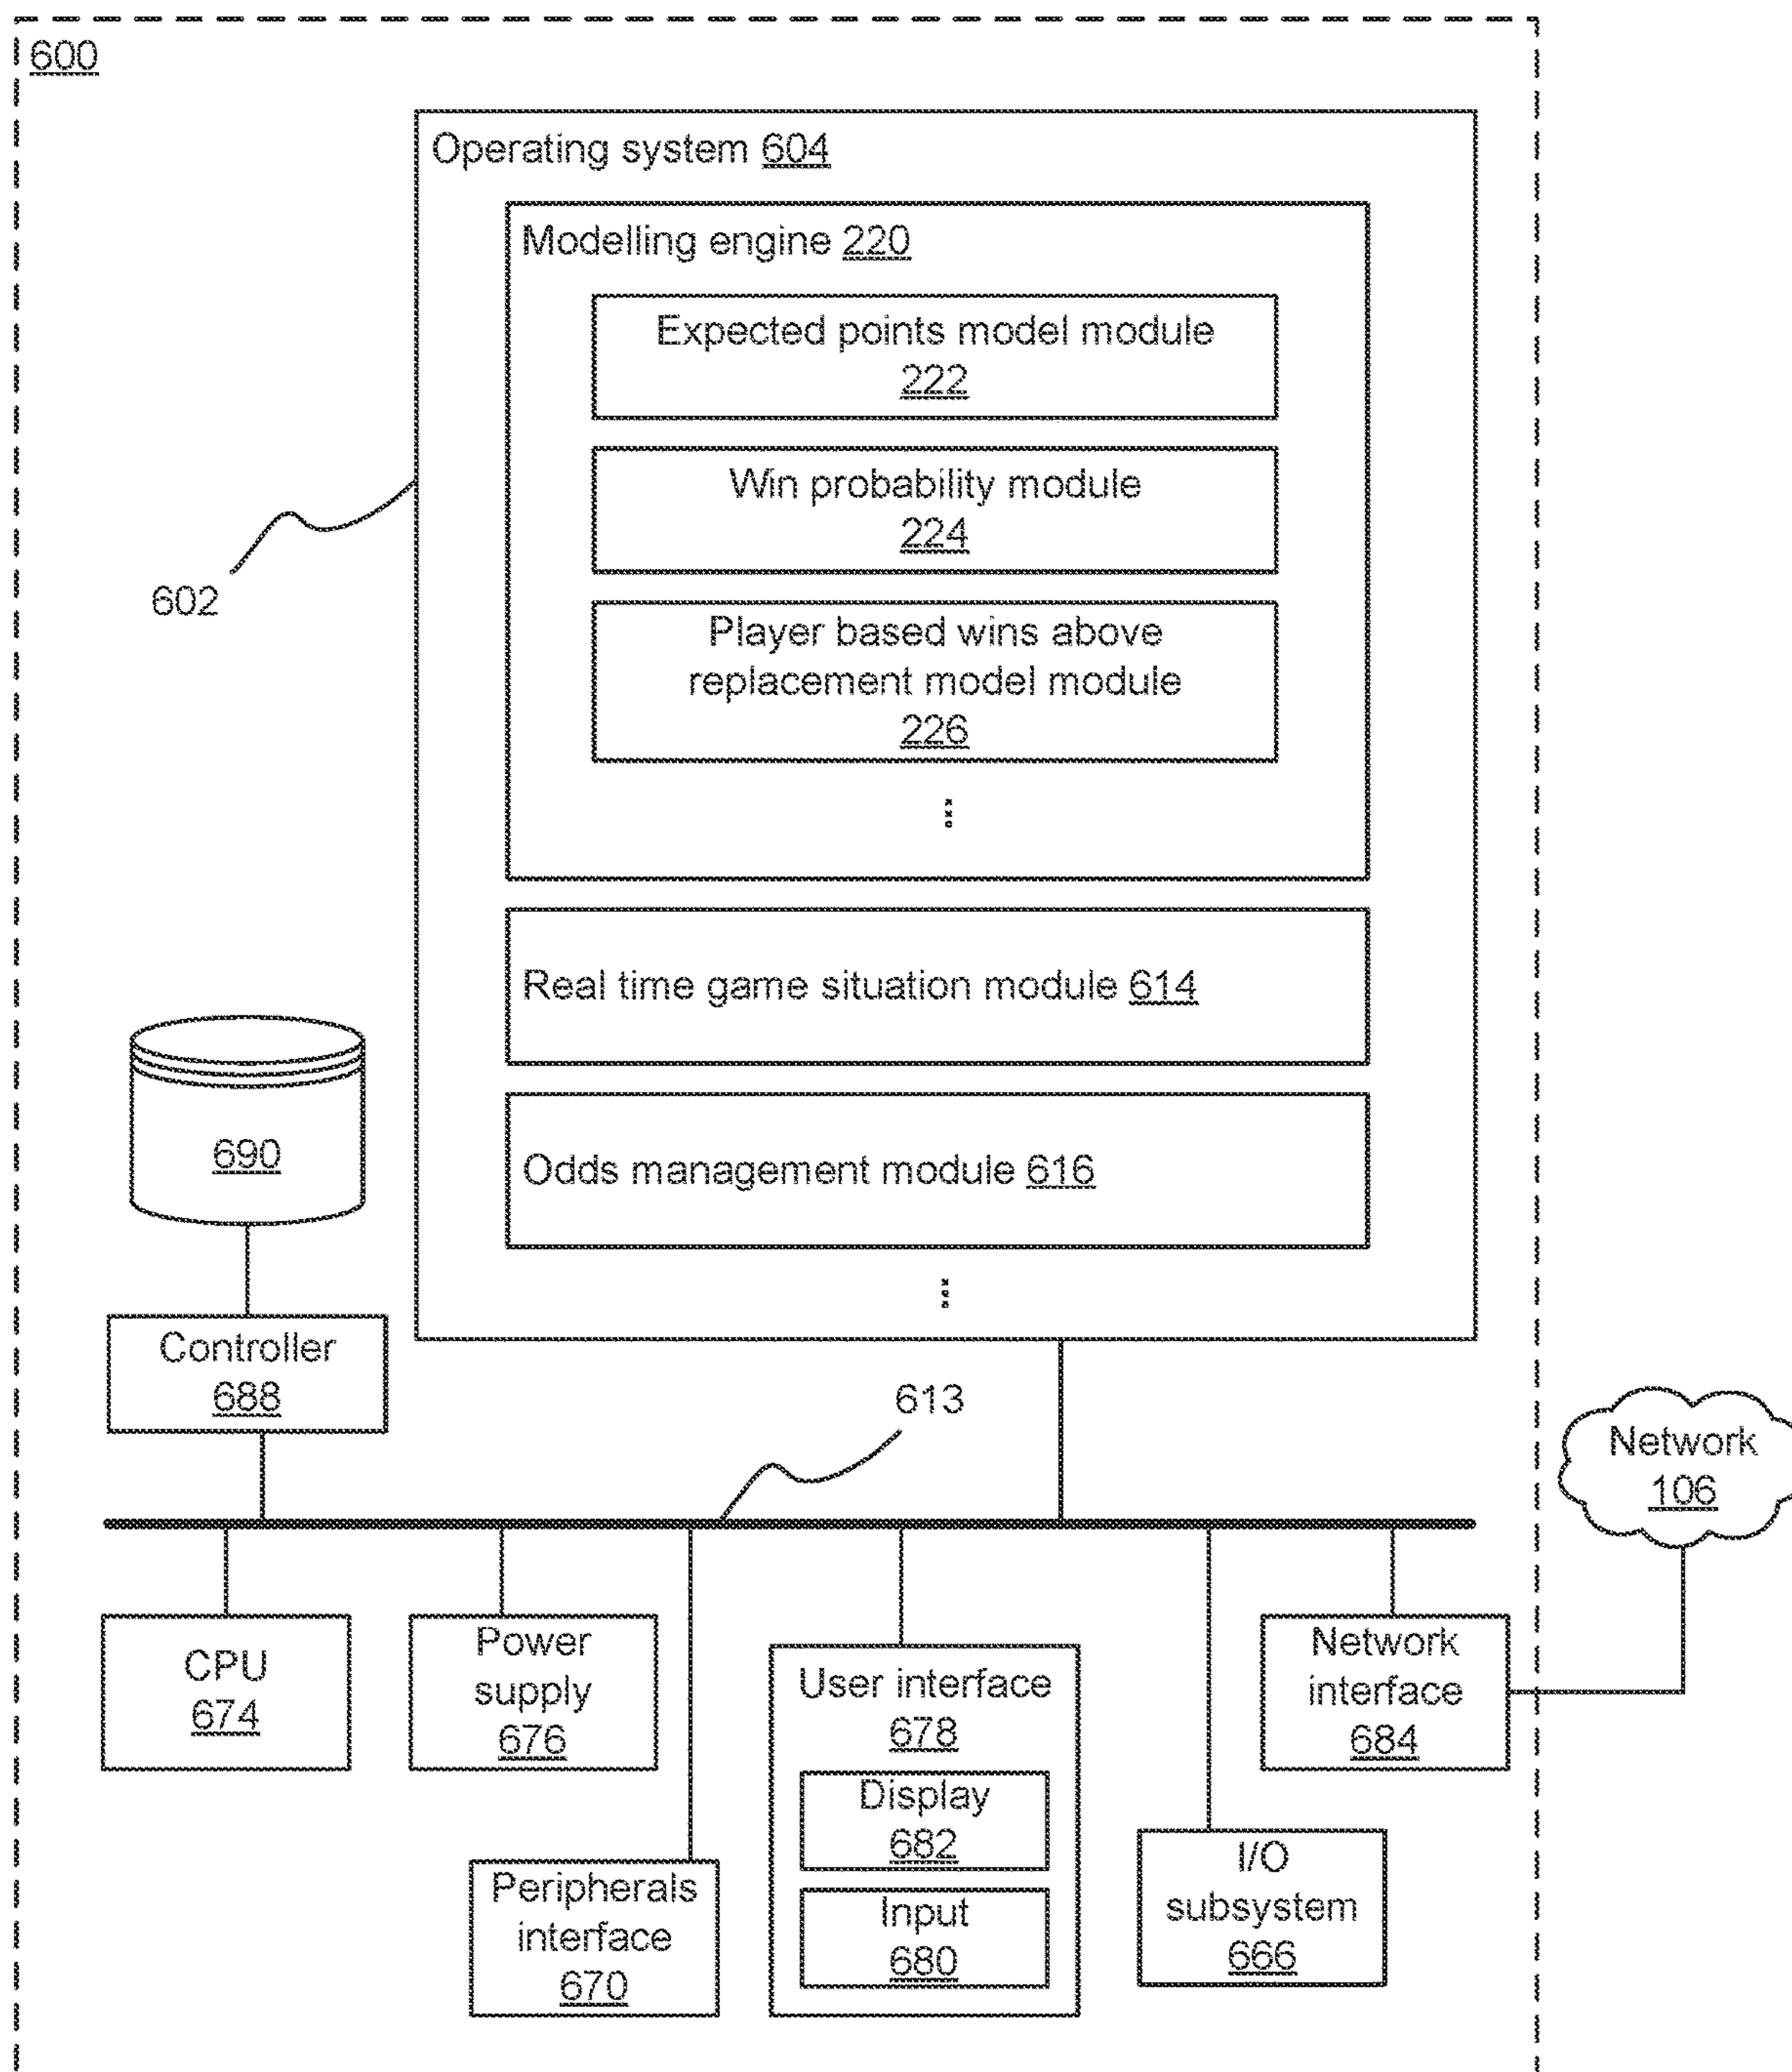 600
Operating system 604
Modelling engine 220
Expected points model module
222
Win probability module
224
602
Player based wins above
replacement model module
226
Real time game situation module 614
690
Odds management module 616
Controller
688
613
Network
106
CPU
674
Power
supply
676
User interface
678
Display
682
Input
680
Network
interface
684
Peripherals
interface
670
I/O
subsystem
666